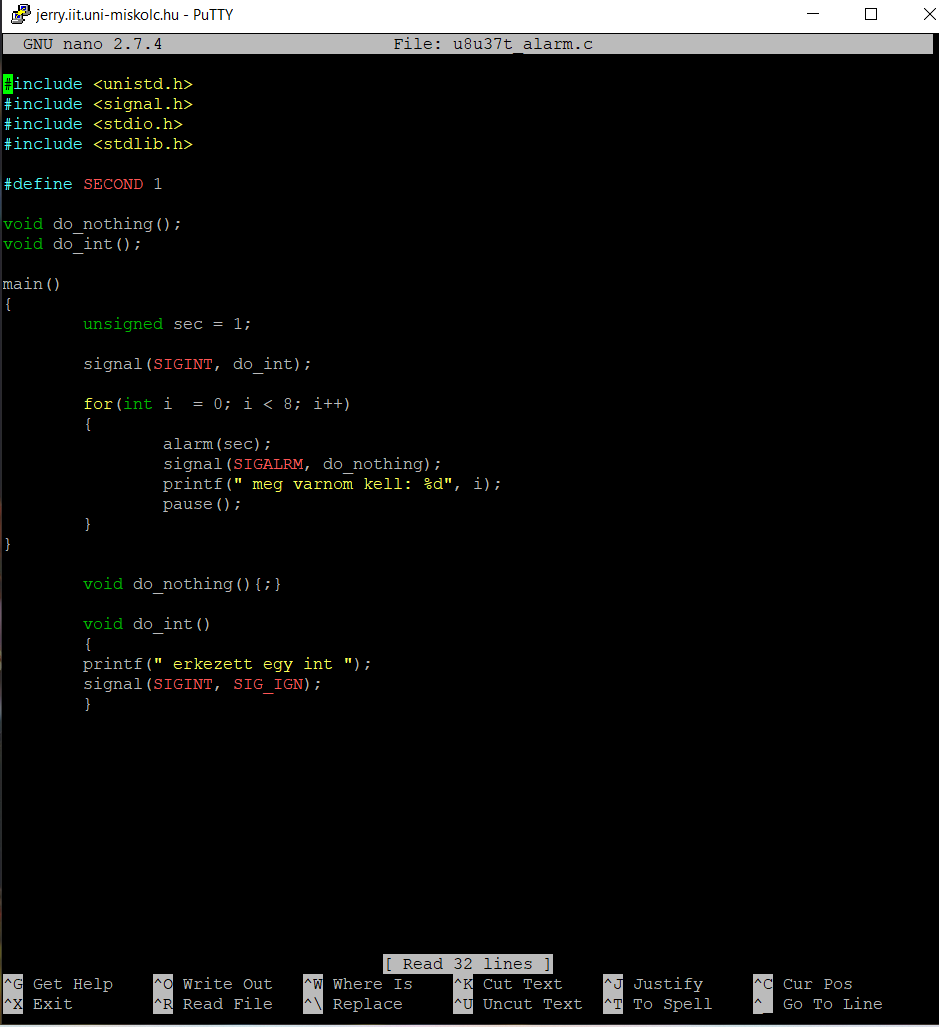 jerry.iit.uni-miskolc.hu - PuTTY
GNU nano 2.7.4 File: u8u37t_alarm.c
#include <unistd.h>
#include <signal.h>
#include <stdio.h>
#include <stdlib.h>
#define SECOND 1
void do_nothing();
void do_int();
main()
{
unsigned sec = 1;
signal(SIGINT, do_int);
for(int i  = 0; i < 8; i++)
{
alarm(sec);
signal(SIGALRM, do_nothing);
printf(" meg varnom kell: %d", i);
pause();
}
}
void do_nothing(){;}
void do_int()
{
printf(" erkezett egy int ");
signal(SIGINT, SIG_IGN);
}
[ Read 32 lines ]
^G Get Help ^O Write Out ^W Where Is ^K Cut Text ^J Justify ^C Cur Pos
^X Exit ^R Read File ^\ Replace ^U Uncut Text ^T To Spell ^_ Go To Line